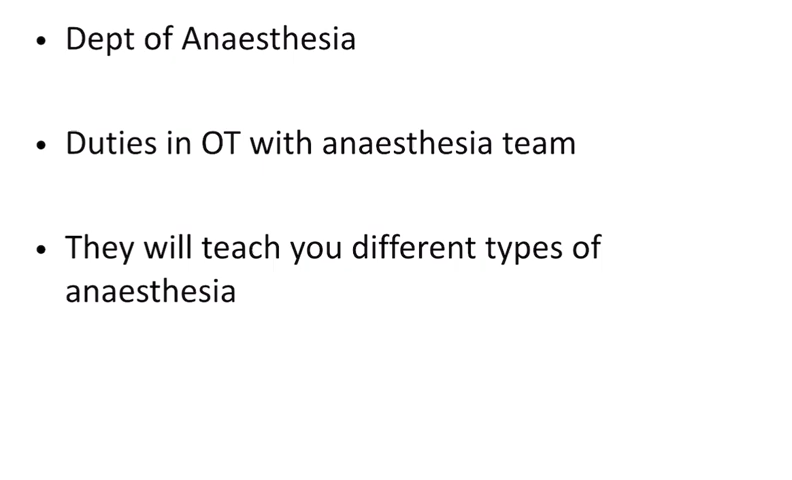 • Dept of Anaesthesia
• Duties in OT with anaesthesia team
• They will teach you different types of
anaesthesia